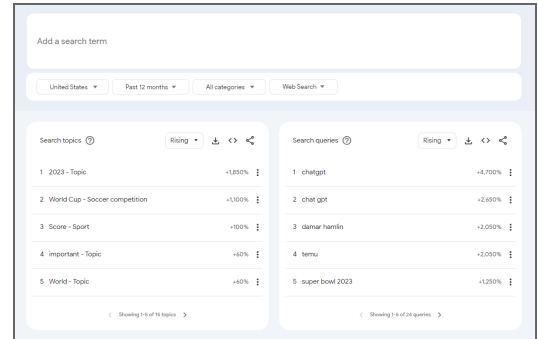 Add a search term
United States Past 12 months All categories Web Search
Search topics Rising
1 2023 - Topic +1,850%
2 World Cup - Soccer competition +1,100%
3 Score - Sport +100%
4 important - Topic +60%
5 World - Topic +60%
Showing 1-5 of 16 topics
Search queries Rising
1 chatgpt +4,700%
2 chat gpt +2,650%
3 damar hamlin +2,050%
4 temu +2,050%
5 super bowl 2023 +1,250%
Showing 1-5 of 26 queries